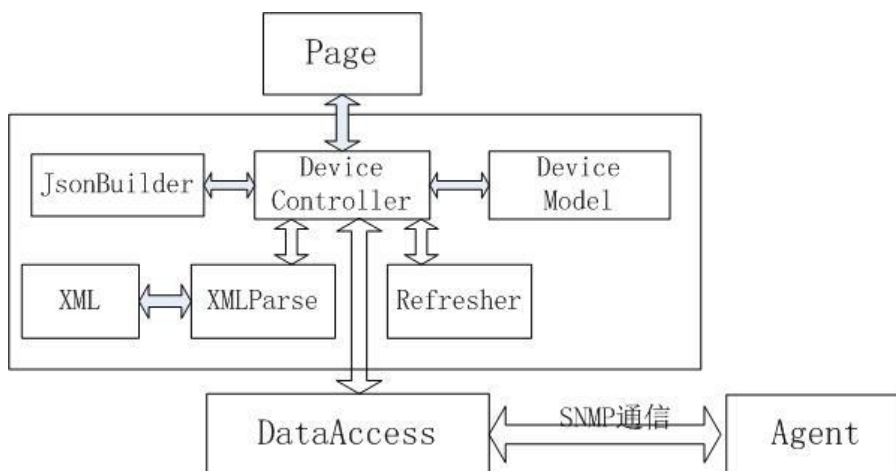 Page
JsonBuilder
Device
Controller
Device
Model
XML
XMLParse
Refresher
DataAccess
SNMP通信
Agent